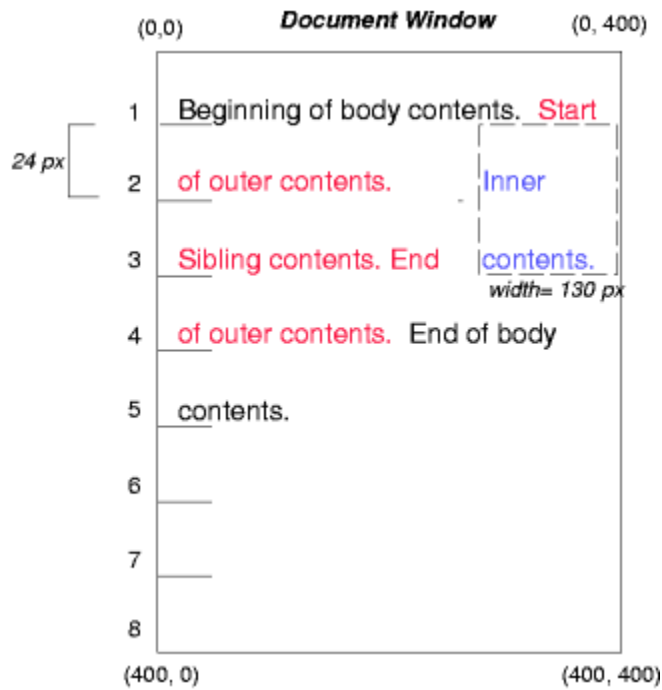 Document Window
(0,0) (0, 400)
1 Beginning of body contents. Start
24 px
2 of outer contents. Inner
3 Sibling contents. End contents.
width= 130 px
4 of outer contents. End of body
5 contents.
6
7
8
(400, 0) (400, 400)